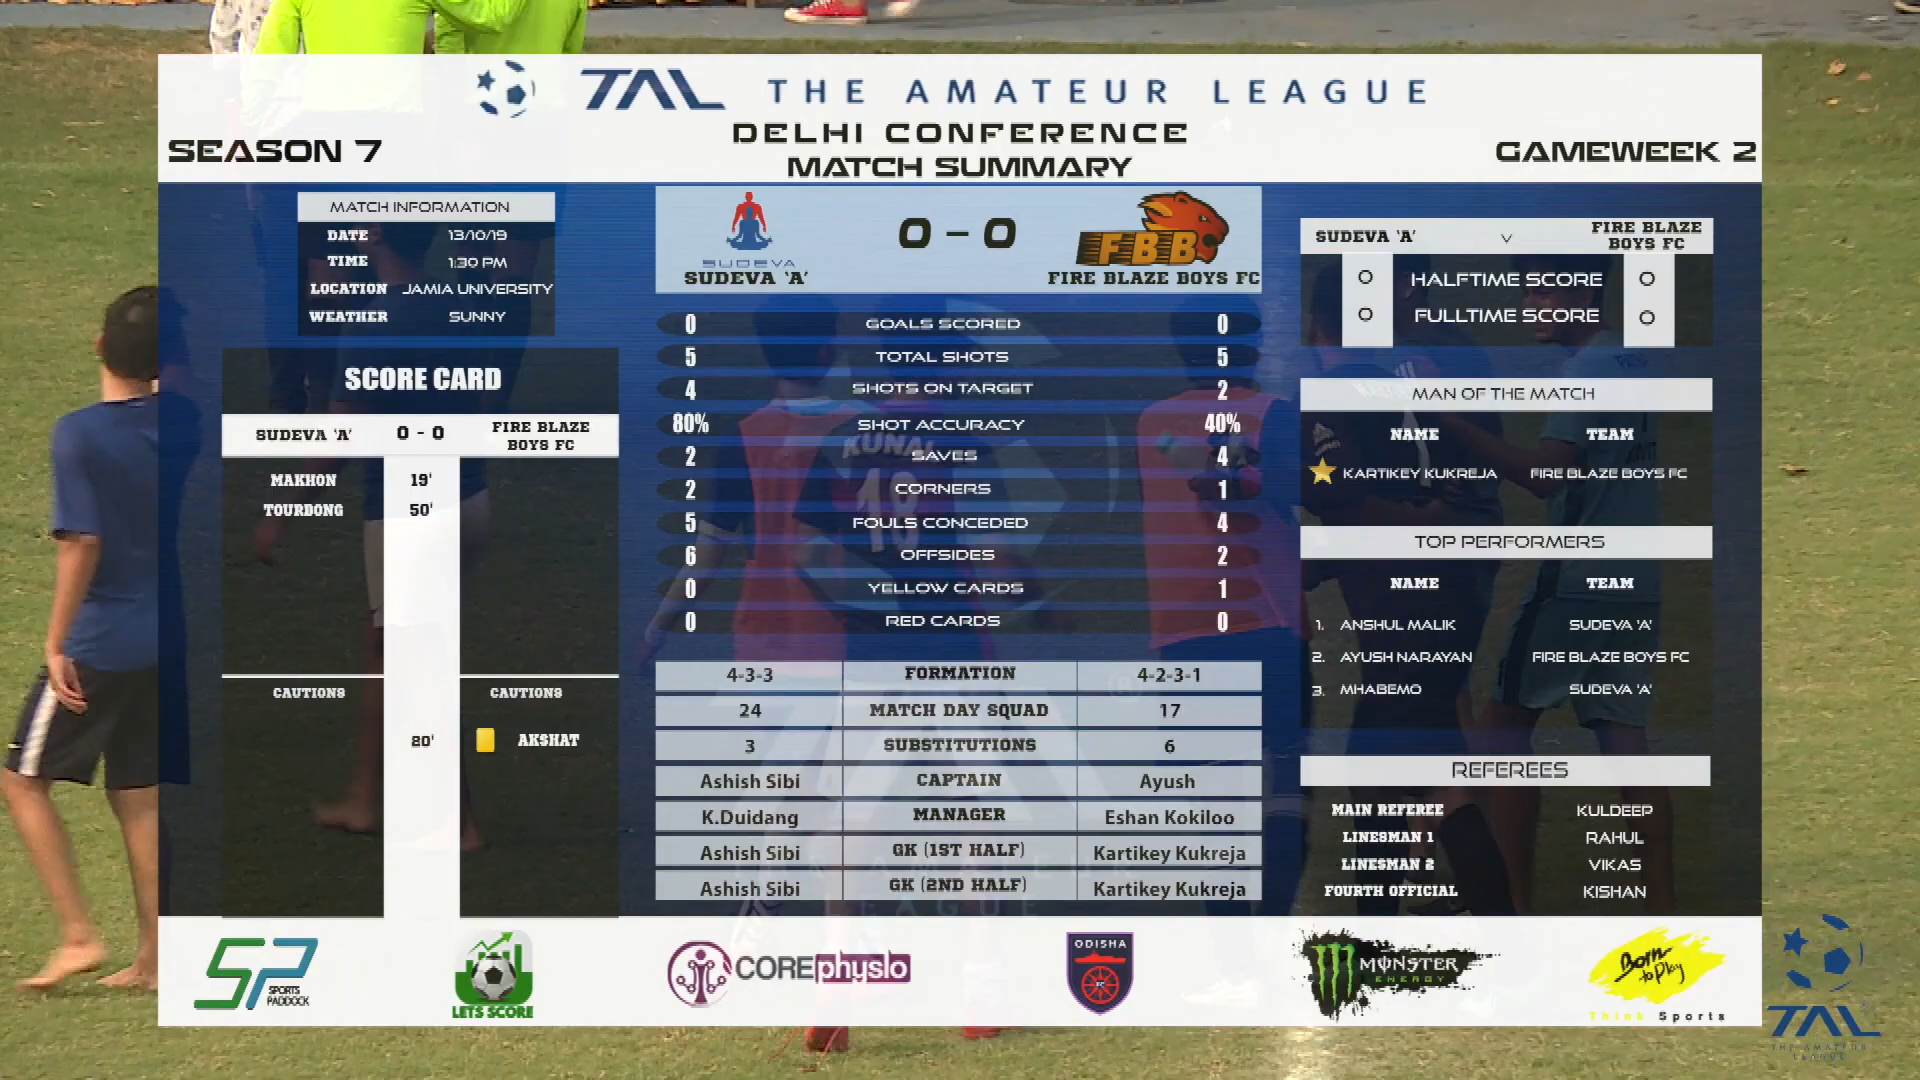 TAL THE AMATEUR LEAGUE
DELHI CONFERENCE
SEASON 7
MATCH SUMMARY
GAMEWEEK 2
MATCH INFORMATION
DATE 13/10/19
TIME 1:30 PM
LOCATION JAMIA UNIVERSITY
WEATHER SUNNY
SCORE CARD
SUDEVA 'A' 0 - 0 FIRE BLAZE BOYS FC
MAKHON 19'
TOURDONG 50'
CAUTIONS CAUTIONS
80' AKSHAT
SUDEVA
FBB
0 - 0
SUDEVA 'A' FIRE BLAZE BOYS FC
0 GOALS SCORED 0
5 TOTAL SHOTS 5
4 SHOTS ON TARGET 2
80% SHOT ACCURACY 40%
2 SAVES 4
2 CORNERS 1
5 FOULS CONCEDED 4
6 OFFSIDES 2
0 YELLOW CARDS 1
0 RED CARDS 0
4-3-3 FORMATION 4-2-3-1
24 MATCH DAY SQUAD 17
3 SUBSTITUTIONS 6
Ashish Sibi CAPTAIN Ayush
K.Duidang MANAGER Eshan Kokiloo
Ashish Sibi GK (1ST HALF) Kartikey Kukreja
Ashish Sibi GK (2ND HALF) Kartikey Kukreja
SUDEVA 'A' V FIRE BLAZE BOYS FC
0 HALFTIME SCORE 0
0 FULLTIME SCORE 0
MAN OF THE MATCH
NAME TEAM
KARTIKEY KUKREJA FIRE BLAZE BOYS FC
TOP PERFORMERS
NAME TEAM
1. ANSHUL MALIK SUDEVA 'A'
2. AYUSH NARAYAN FIRE BLAZE BOYS FC
3. MHABEMO SUDEVA 'A'
REFEREES
MAIN REFEREE KULDEEP
LINESMAN 1 RAHUL
LINESMAN 2 VIKAS
FOURTH OFFICIAL KISHAN
KUNAL
18
SP SPORTS PADDOCK
LETS SCORE
COREphysio
ODISHA
FC
MONSTER ENERGY
Born to Play
Think Sports
TAL
THE AMATEUR
LEAGUE